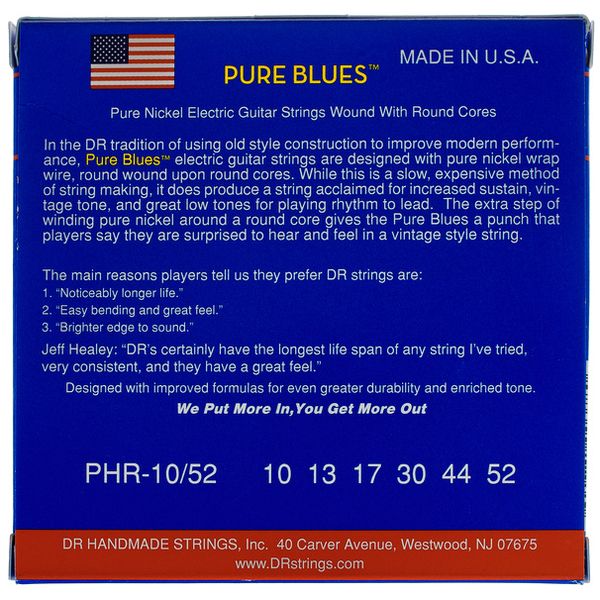 PURE BLUES™
MADE IN U.S.A.
Pure Nickel Electric Guitar Strings Wound With Round Cores
In the DR tradition of using old style construction to improve modern perform-
ance, Pure Blues™ electric guitar strings are designed with pure nickel wrap
wire, round wound upon round cores. While this is a slow, expensive method
of string making, it does produce a string acclaimed for increased sustain, vin-
tage tone, and great low tones for playing rhythm to lead. The extra step of
winding pure nickel around a round core gives the Pure Blues a punch that
players say they are surprised to hear and feel in a vintage style string.
The main reasons players tell us they prefer DR strings are:
1. “Noticeably longer life.”
2. “Easy bending and great feel.”
3. “Brighter edge to sound.”
Jeff Healey: “DR's certainly have the longest life span of any string I've tried,
very consistent, and they have a great feel.”
Designed with improved formulas for even greater durability and enriched tone.
We Put More In,You Get More Out
PHR-10/52 10 13 17 30 44 52
DR HANDMADE STRINGS, Inc. 40 Carver Avenue, Westwood, NJ 07675
www.DRstrings.com